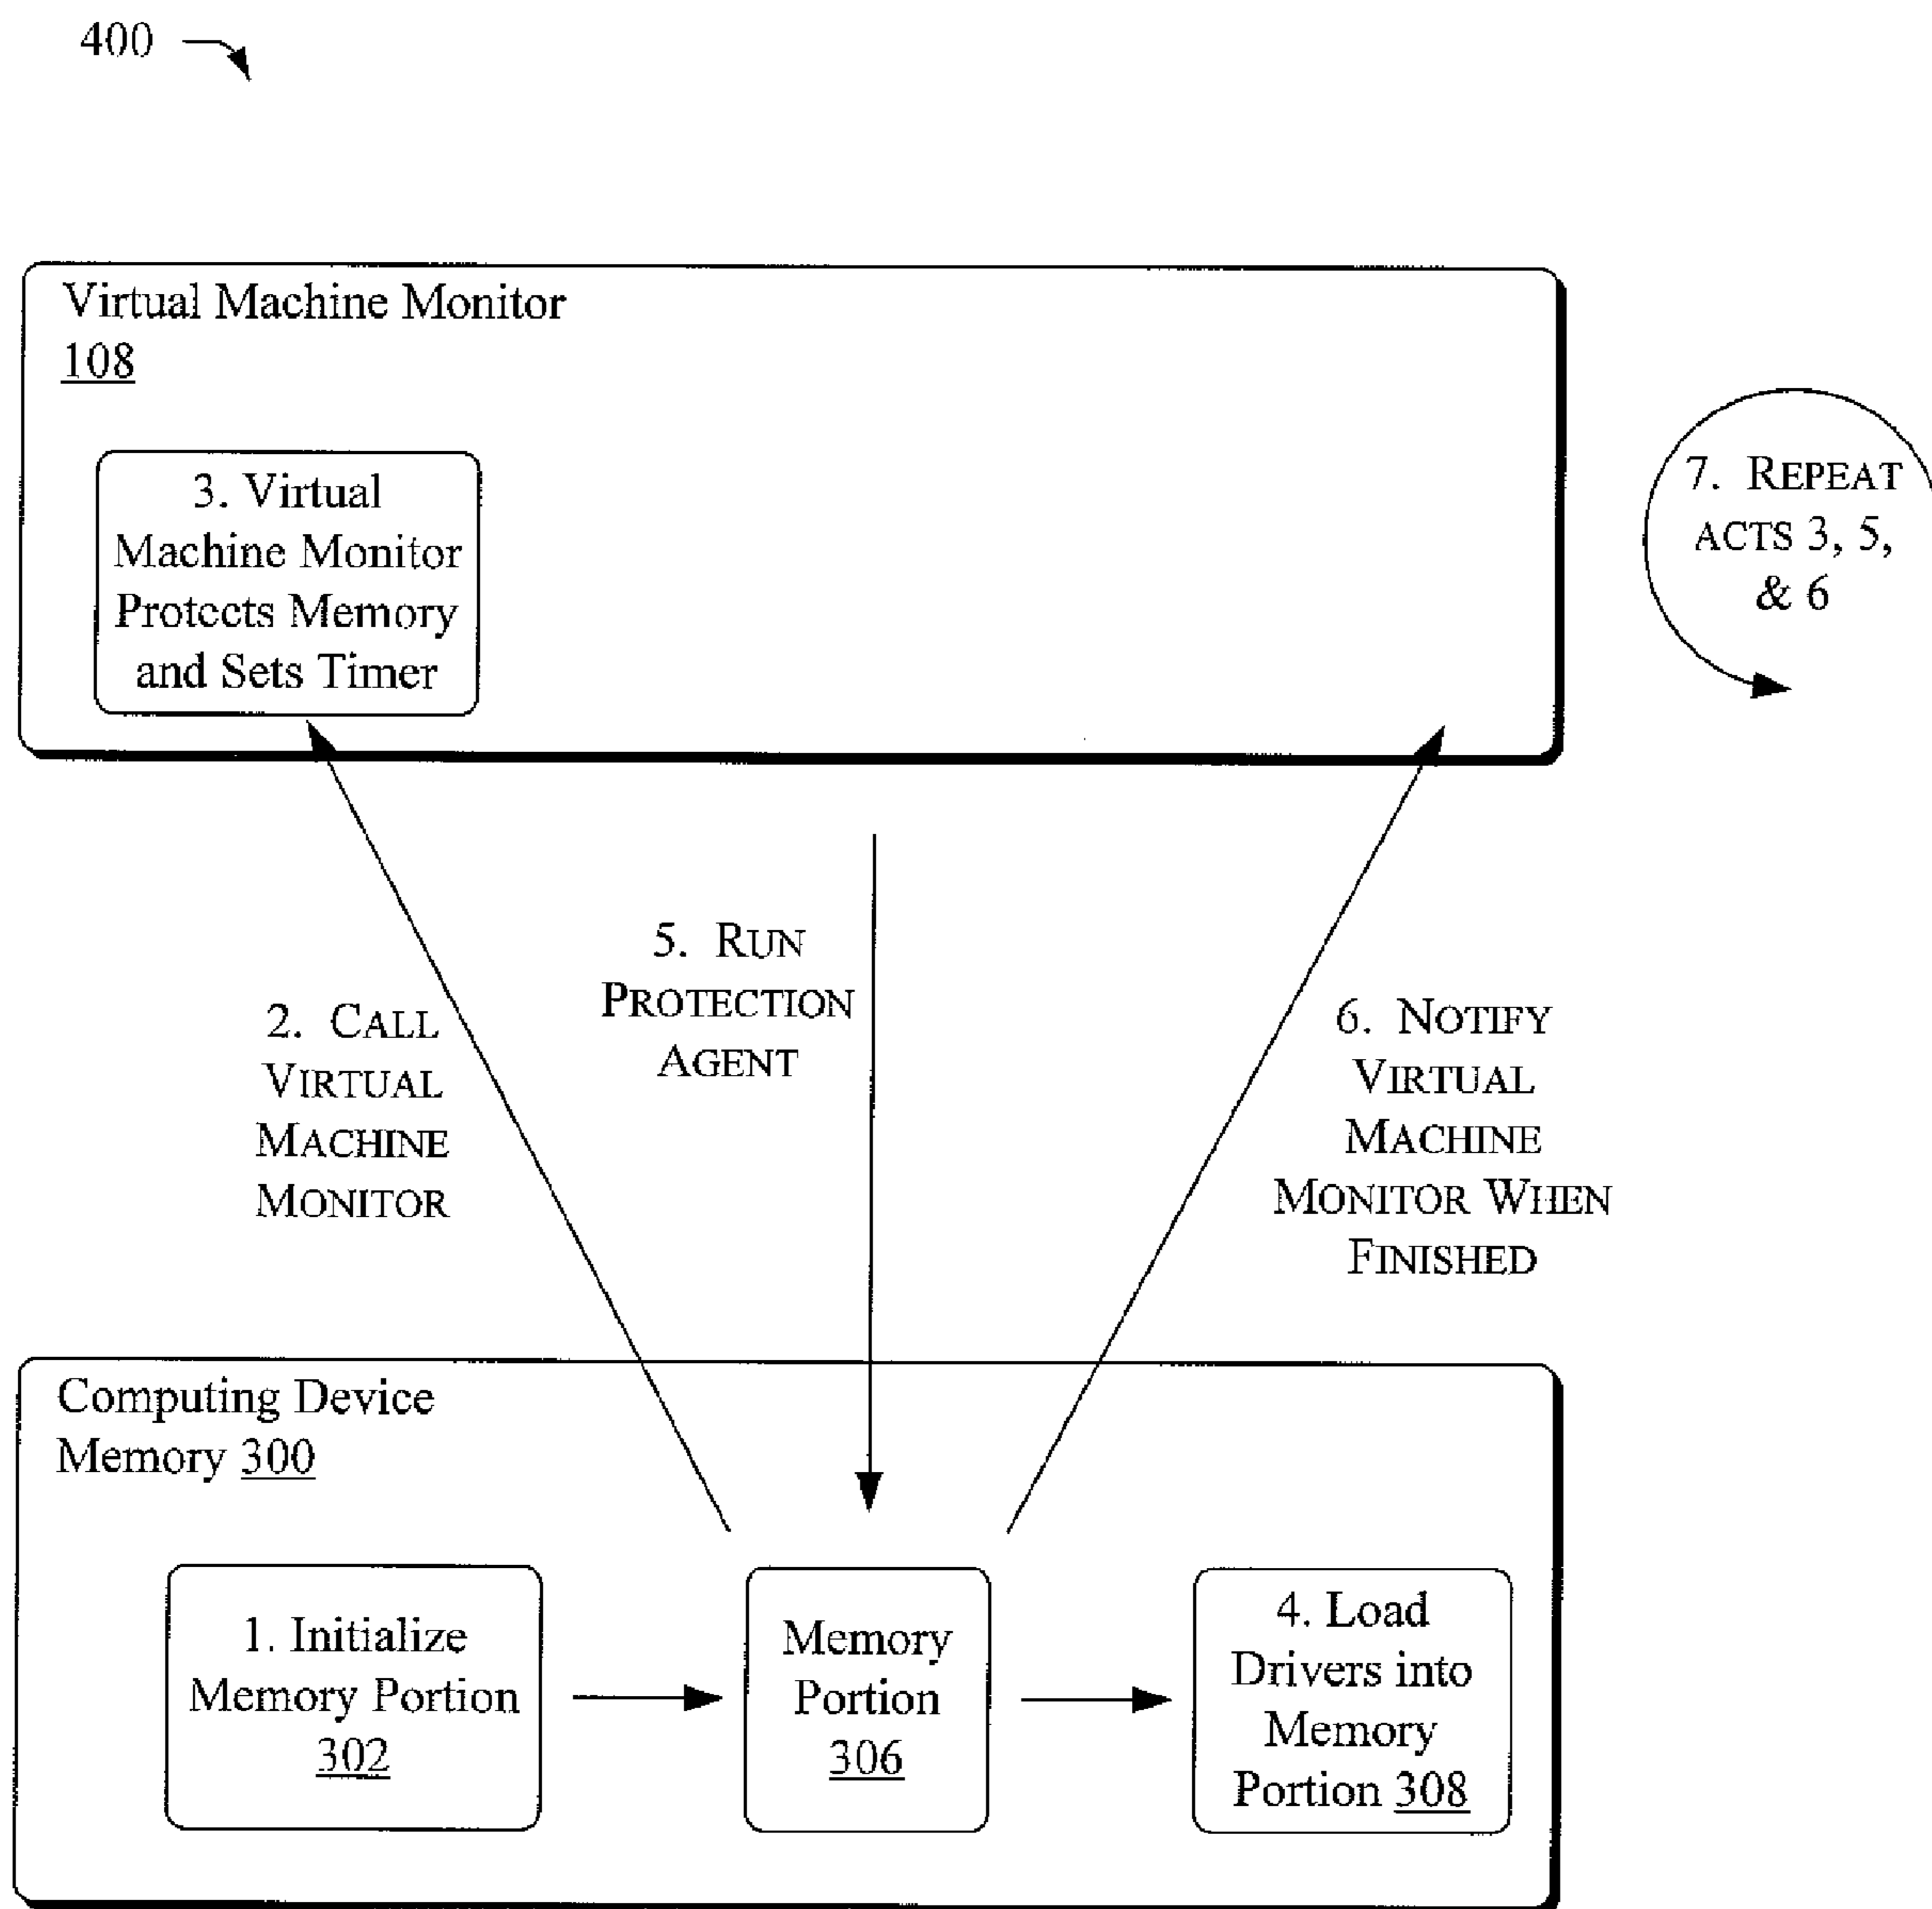 400
Virtual Machine Monitor
108
3. Virtual
Machine Monitor
Protects Memory
and Sets Timer
7. REPEAT
ACTS 3, 5,
& 6
2. CALL
VIRTUAL
MACHINE
MONITOR
5. RUN
PROTECTION
AGENT
6. NOTIFY
VIRTUAL
MACHINE
MONITOR WHEN
FINISHED
Computing Device
Memory 300
1. Initialize
Memory Portion
302
Memory
Portion
306
4. Load
Drivers into
Memory
Portion 308